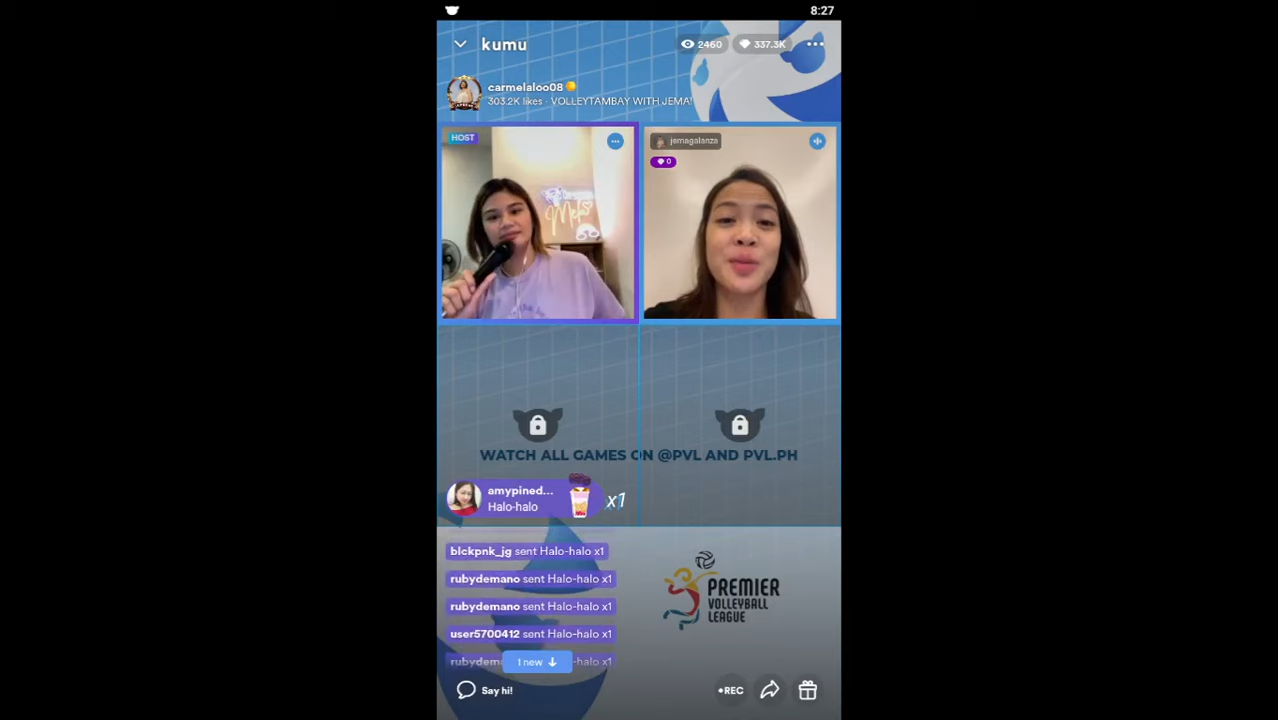 8:27
kumu
2460
337.3K
carmelaloo08
303.2K likes · VOLLEYTAMBAY WITH JEMA!
HOST
jemagalanza
0
WATCH ALL GAMES ON @PVL AND PVL.PH
amypined...
Halo-halo
x1
blckpnk_jg sent Halo-halo x1
rubydemano sent Halo-halo x1
rubydemano sent Halo-halo x1
user5700412 sent Halo-halo x1
1 new
PREMIER
VOLLEYBALL
LEAGUE
Say hi!
•REC